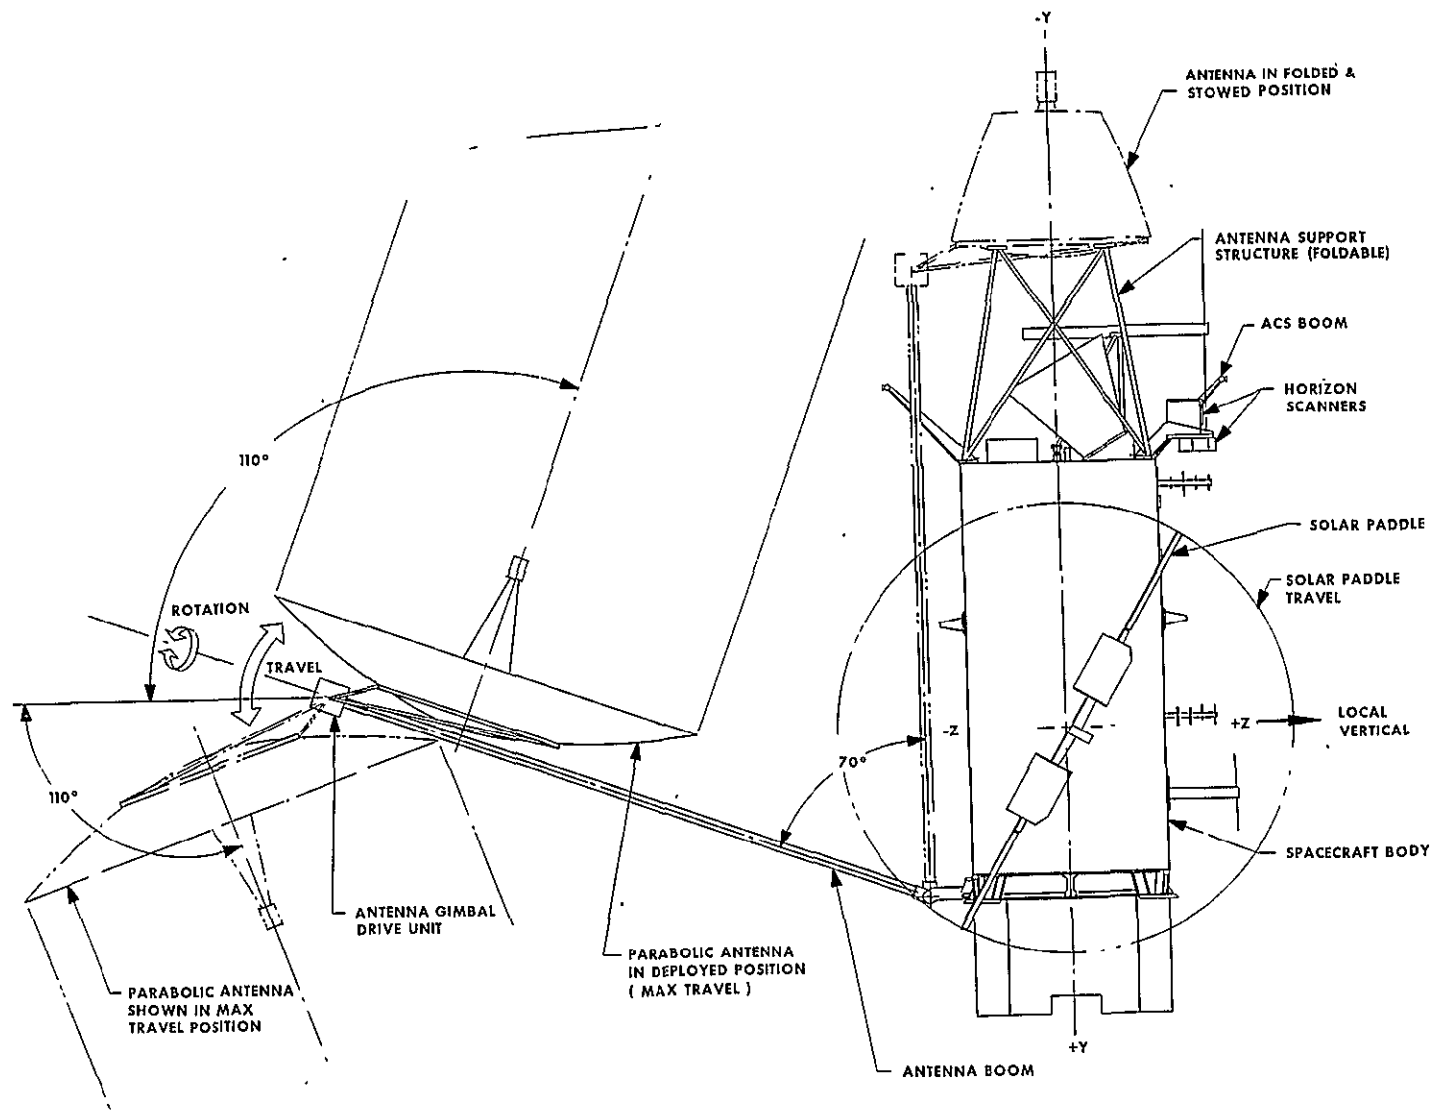 -Y
ANTENNA IN FOLDED &
STOWED POSITION
ANTENNA SUPPORT
STRUCTURE (FOLDABLE)
ACS BOOM
HORIZON
SCANNERS
110°
SOLAR PADDLE
SOLAR PADDLE
TRAVEL
ROTATION
TRAVEL
-Z
+Z
LOCAL
VERTICAL
70°
110°
SPACECRAFT BODY
ANTENNA GIMBAL
DRIVE UNIT
PARABOLIC ANTENNA
IN DEPLOYED POSITION
( MAX TRAVEL )
PARABOLIC ANTENNA
SHOWN IN MAX
TRAVEL POSITION
+Y
ANTENNA BOOM